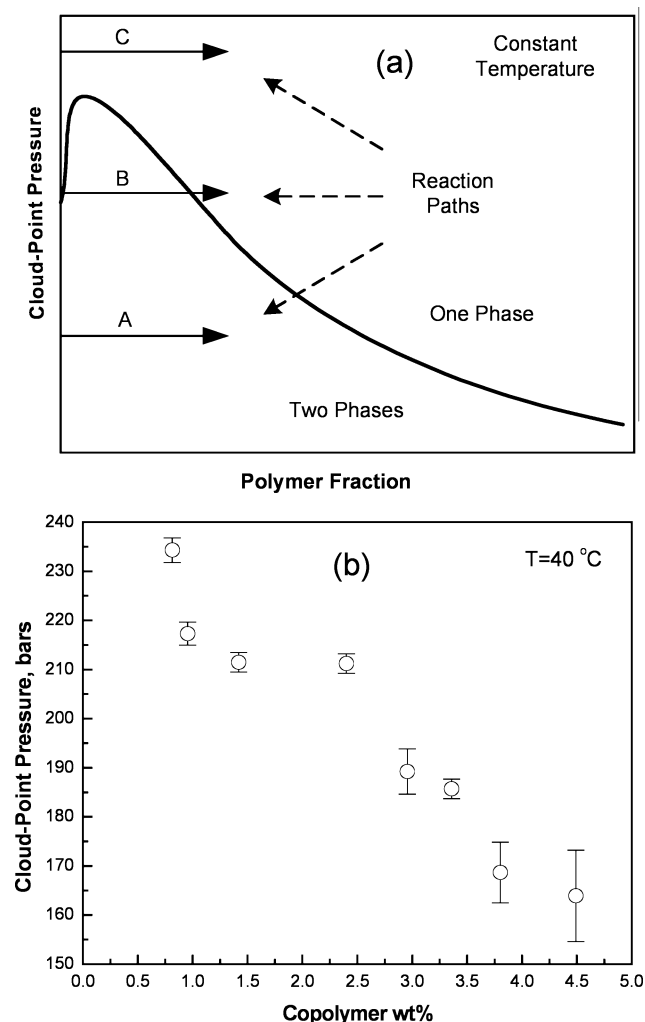 C
(a)
Constant
Temperature
B
Reaction
Paths
A
One Phase
Two Phases
Cloud-Point Pressure
Polymer Fraction
240
230
220
210
200
190
180
170
160
150
(b)
T=40 °C
Cloud-Point Pressure, bars
0.0 0.5 1.0 1.5 2.0 2.5 3.0 3.5 4.0 4.5 5.0
Copolymer wt%